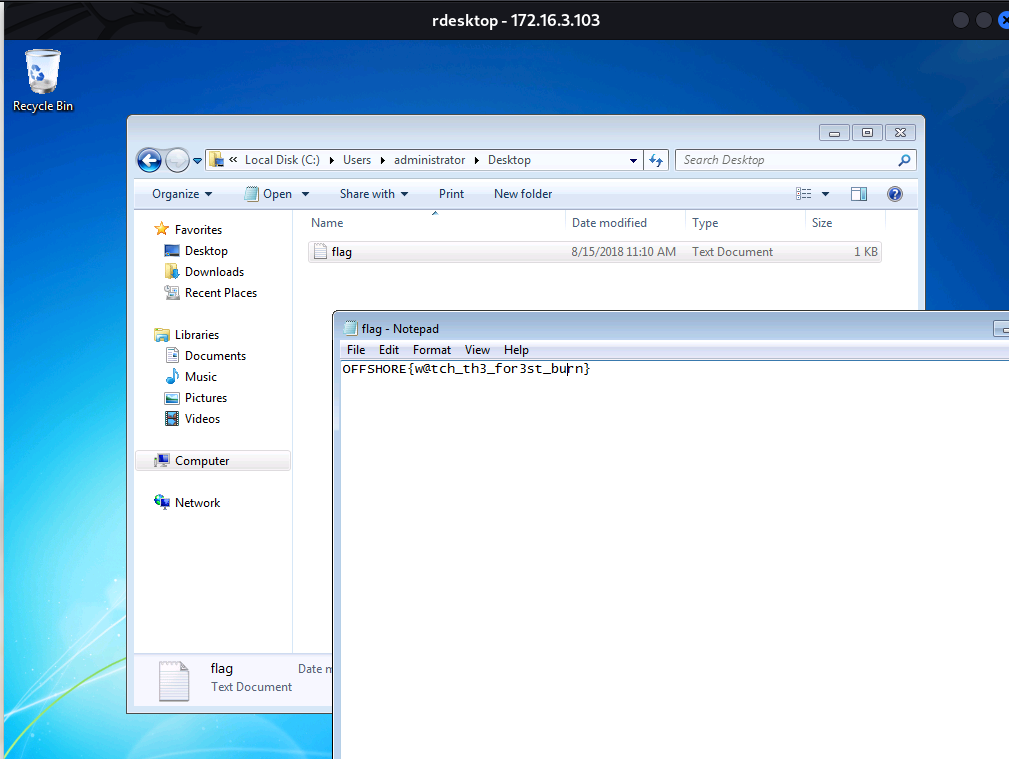 rdesktop - 172.16.3.103
Recycle Bin
« Local Disk (C:) Users administrator Desktop
Search Desktop
Organize Open Share with Print New folder
Name Date modified Type Size
flag 8/15/2018 11:10 AM Text Document 1 KB
Favorites
Desktop
Downloads
Recent Places
Libraries
Documents
Music
Pictures
Videos
Computer
Network
flag - Notepad
File Edit Format View Help
OFFSHORE{w@tch_th3_for3st_burn}
flag Date m
Text Document